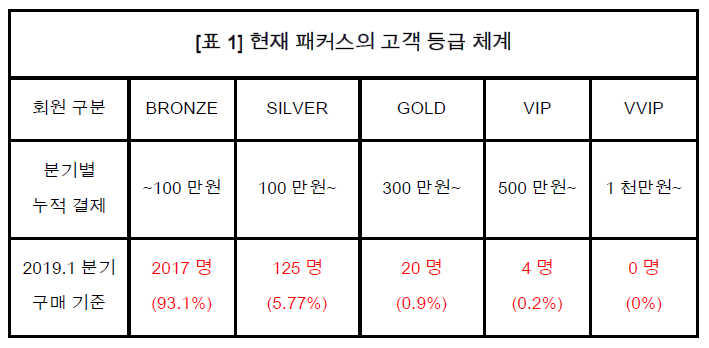 [표 1] 현재 패커스의 고객 등급 체계
회원 구분 BRONZE SILVER GOLD VIP VVIP
분기별
누적 결제 ~100 만원 100 만원~ 300 만원~ 500 만원~ 1 천만원~
2019.1 분기 2017 명 125 명 20 명 4 명 0 명
구매 기준 (93.1%) (5.77%) (0.9%) (0.2%) (0%)